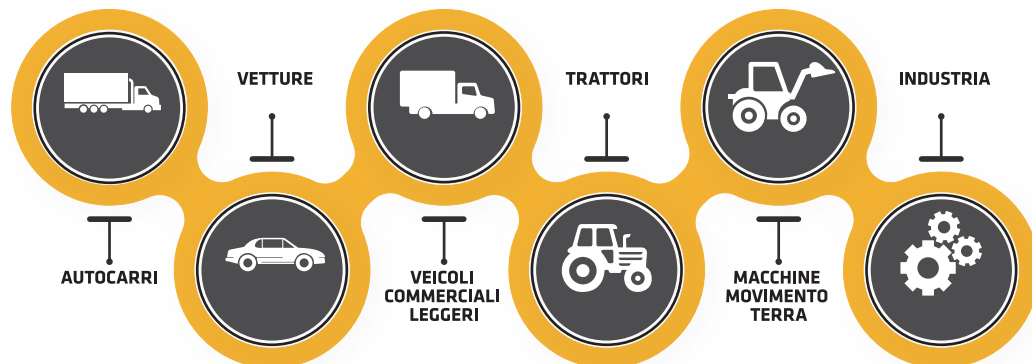 VETTURE
TRATTORI
INDUSTRIA
AUTOCARRI
VEICOLI
COMMERCIALI
LEGGERI
MACCHINE
MOVIMENTO
TERRA